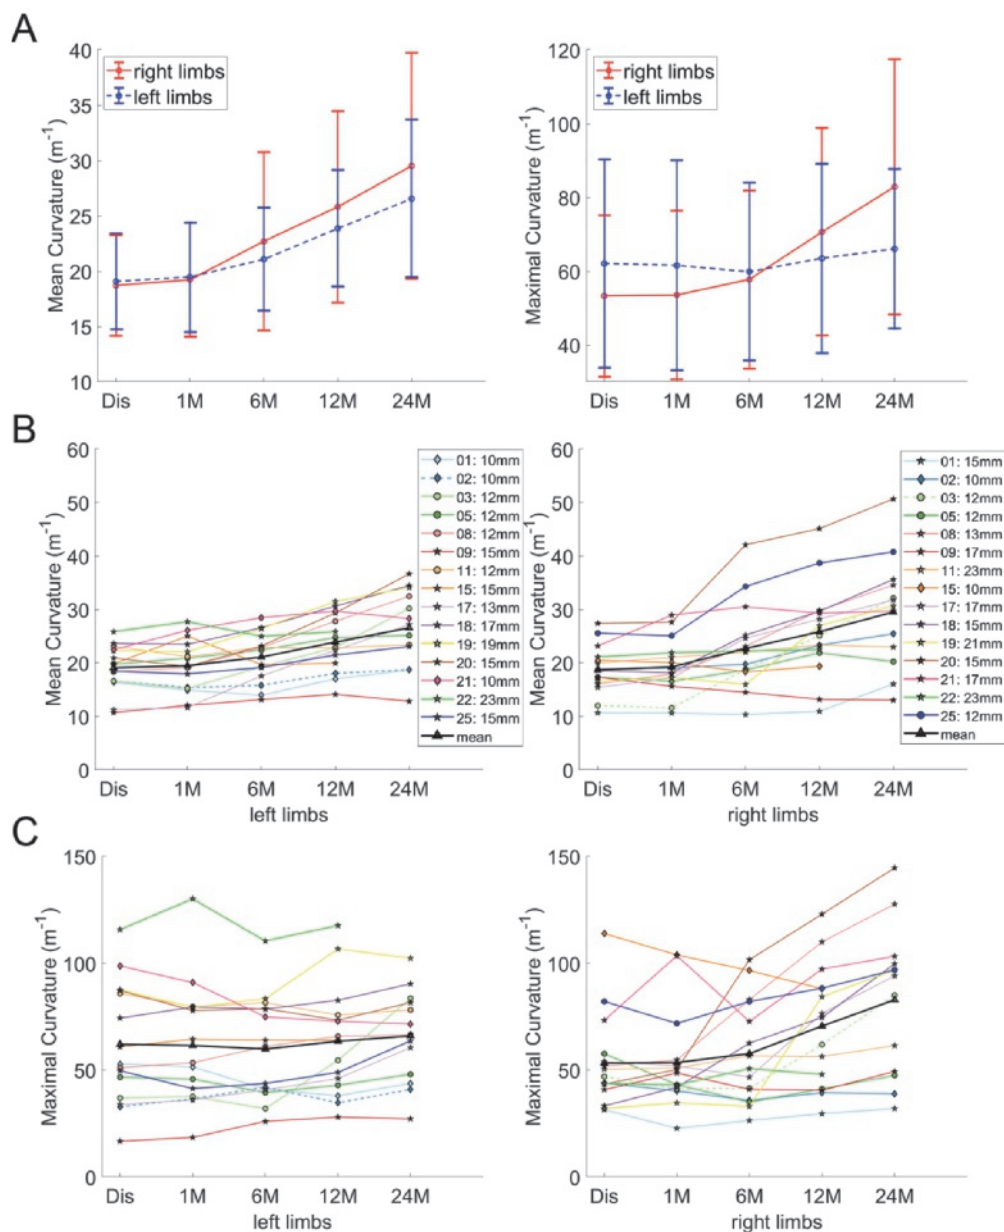 A
40
35
30
25
20
15
10
Mean Curvature (m⁻¹)
right limbs
left limbs
Dis 1M 6M 12M 24M
120
100
80
60
40
Maximal Curvature (m⁻¹)
right limbs
left limbs
Dis 1M 6M 12M 24M
B
60
50
40
30
20
10
0
Mean Curvature (m⁻¹)
01: 10mm
02: 10mm
03: 12mm
05: 12mm
08: 12mm
09: 15mm
11: 12mm
15: 15mm
17: 13mm
18: 17mm
19: 19mm
20: 15mm
21: 10mm
22: 23mm
25: 15mm
mean
Dis 1M 6M 12M 24M
left limbs
60
50
40
30
20
10
0
Mean Curvature (m⁻¹)
01: 15mm
02: 10mm
03: 12mm
05: 12mm
08: 13mm
09: 17mm
11: 23mm
15: 10mm
17: 17mm
18: 15mm
19: 21mm
20: 15mm
21: 17mm
22: 12mm
25: 12mm
mean
Dis 1M 6M 12M 24M
right limbs
C
150
100
50
0
Maximal Curvature (m⁻¹)
Dis 1M 6M 12M 24M
left limbs
150
100
50
0
Maximal Curvature (m⁻¹)
Dis 1M 6M 12M 24M
right limbs